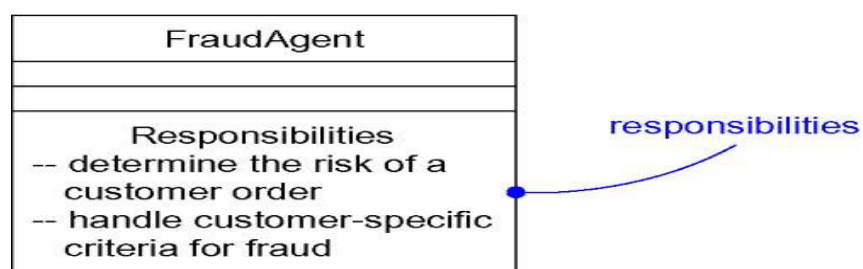 FraudAgent
Responsibilities
-- determine the risk of a
customer order
-- handle customer-specific
criteria for fraud
responsibilities